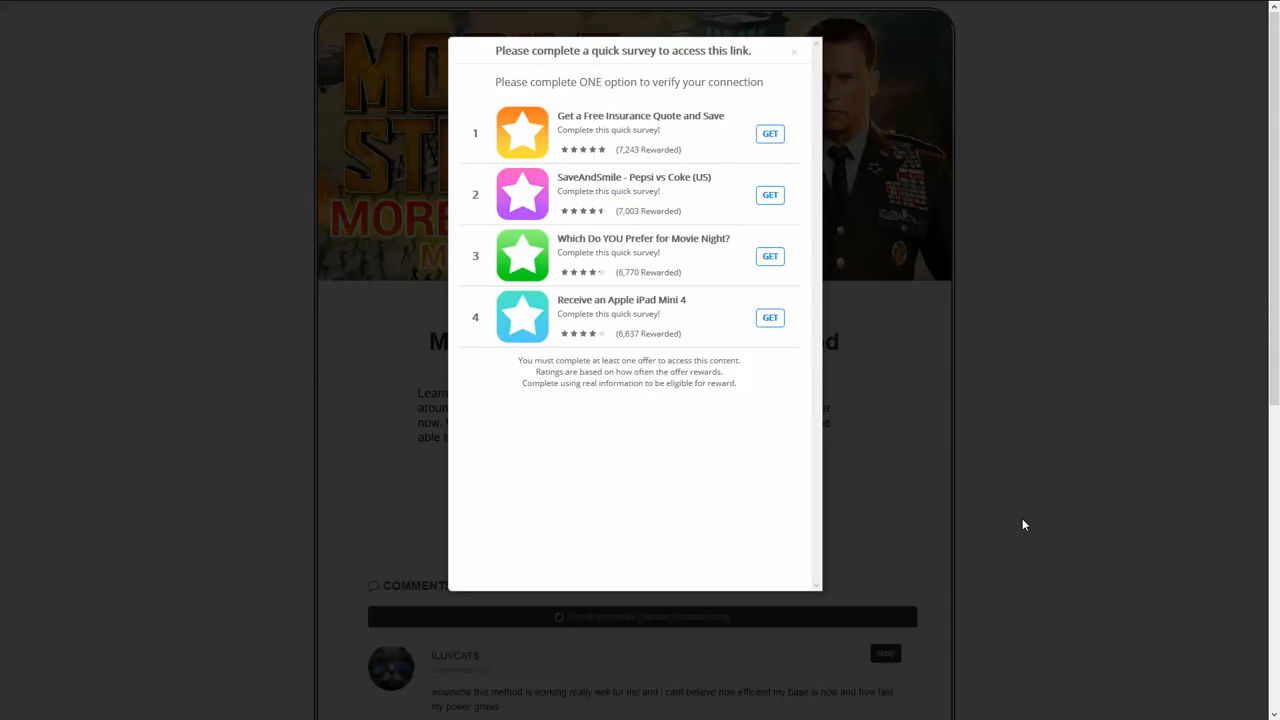 Please complete a quick survey to access this link.
×
Please complete ONE option to verify your connection
1
Get a Free Insurance Quote and Save
Complete this quick survey!
(7,243 Rewarded)
GET
2
SaveAndSmile - Pepsi vs Coke (US)
Complete this quick survey!
(7,003 Rewarded)
GET
3
Which Do YOU Prefer for Movie Night?
Complete this quick survey!
(6,770 Rewarded)
GET
4
Receive an Apple iPad Mini 4
Complete this quick survey!
(6,637 Rewarded)
GET
You must complete at least one offer to access this content.
Ratings are based on how often the offer rewards.
Complete using real information to be eligible for reward.
MORE
Learn
now.
able to
COMMENTS
ILUVCATS
reply
wowowow this method is working really well for me and i cant believe how efficient my base is now and how fast
my power grows